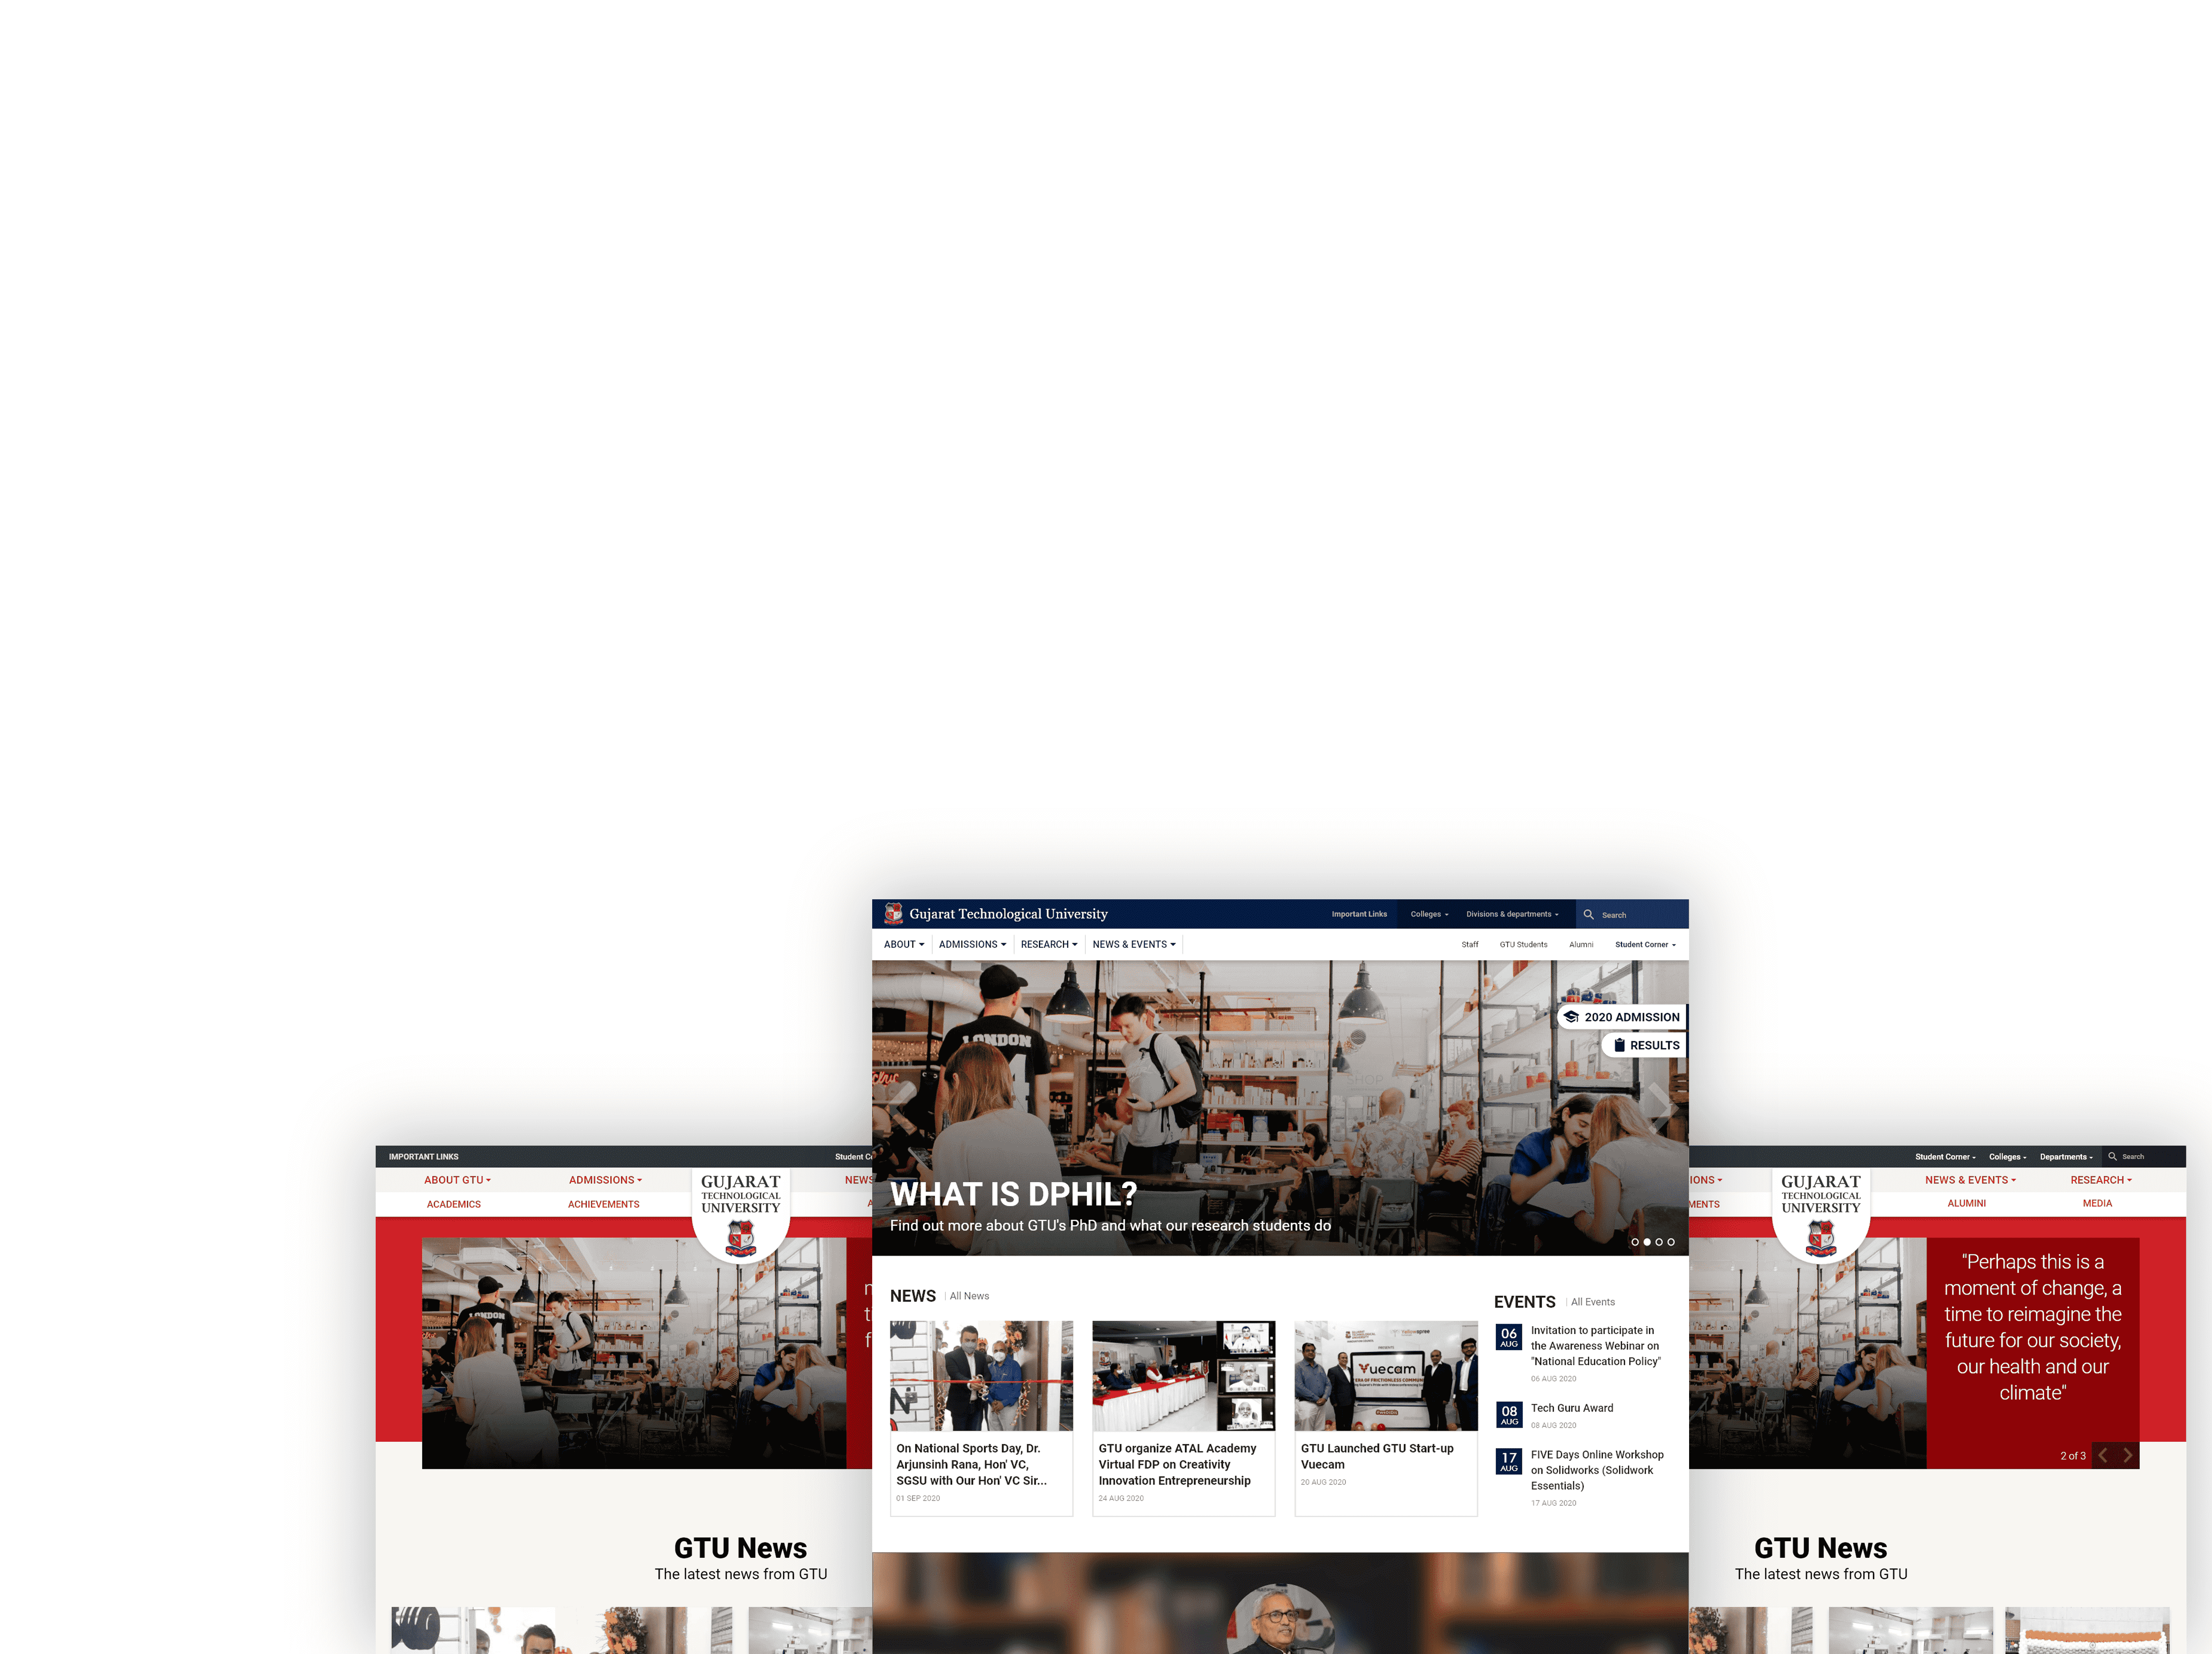 Gujarat Technological University
Important Links
Colleges
Divisions & departments
Search
ABOUT
ADMISSIONS
RESEARCH
NEWS & EVENTS
Staff
GTU Students
Alumni
Student Corner
LONDON
2020 ADMISSION
RESULTS
SHOP
WHAT IS DPHIL?
Find out more about GTU's PhD and what our research students do
NEWS
All News
Vuecam
On National Sports Day, Dr.
Arjunsinh Rana, Hon' VC,
SGSU with Our Hon' VC Sir...
01 SEP 2020
GTU organize ATAL Academy
Virtual FDP on Creativity
Innovation Entrepreneurship
24 AUG 2020
GTU Launched GTU Start-up
Vuecam
20 AUG 2020
EVENTS
All Events
06
AUG
Invitation to participate in
the Awareness Webinar on
"National Education Policy"
06 AUG 2020
08
AUG
Tech Guru Award
08 AUG 2020
17
AUG
FIVE Days Online Workshop
on Solidworks (Solidwork
Essentials)
17 AUG 2020
IMPORTANT LINKS
Student
ABOUT GTU
ADMISSIONS
GUJARAT
TECHNOLOGICAL
UNIVERSITY
NEWS
ACADEMICS
ACHIEVEMENTS
LONDON
GTU News
The latest news from GTU
Student Corner
Colleges
Departments
Search
IONS
GUJARAT
TECHNOLOGICAL
UNIVERSITY
NEWS & EVENTS
RESEARCH
MENTS
ALUMINI
MEDIA
"Perhaps this is a
moment of change, a
time to reimagine the
future for our society,
our health and our
climate"
2 of 3
GTU News
The latest news from GTU